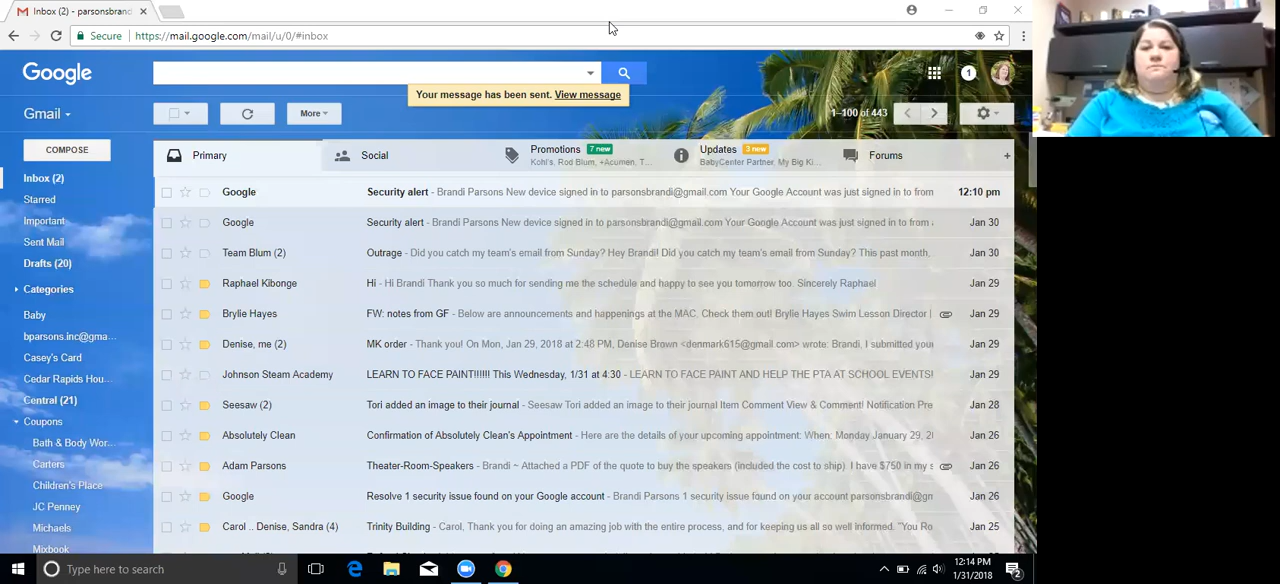 Inbox (2) - parsonsbrand
Secure https://mail.google.com/mail/u/0/#inbox
Google
1
Your message has been sent. View message
Gmail
More
1–100 of 443
COMPOSE
Primary
Social
Promotions 7 new
Kohl's, Rod Blum, +Acumen, T...
Updates 3 new
BabyCenter Partner, My Big Ki...
Forums
+
Inbox (2)
Starred
Important
Sent Mail
Drafts (20)
Categories
Baby
bparsons.inc@gma...
Casey's Card
Cedar Rapids Hou...
Central (21)
Coupons
Bath & Body Wor...
Carters
Children's Place
JC Penney
Michaels
Mixbook
Google Security alert - Brandi Parsons New device signed in to parsonsbrandi@gmail.com Your Google Account was just signed in to from 12:10 pm
Google Security alert - Brandi Parsons New device signed in to parsonsbrandi@gmail.com Your Google Account was just signed in to from Jan 30
Team Blum (2) Outrage - Did you catch my team's email from Sunday? Hey Brandi! Did you catch my team's email from Sunday? This past month, Jan 30
Raphael Kibonge Hi - Hi Brandi Thank you so much for sending me the schedule and happy to see you tomorrow too. Sincerely Raphael Jan 29
Brylie Hayes FW: notes from GF - Below are announcements and happenings at the MAC. Check them out! Brylie Hayes Swim Lesson Director | Jan 29
Denise, me (2) MK order - Thank you! On Mon, Jan 29, 2018 at 2:48 PM, Denise Brown <denmark615@gmail com> wrote: Brandi, I submitted your Jan 29
Johnson Steam Academy LEARN TO FACE PAINT!!!!!! This Wednesday, 1/31 at 4:30 - LEARN TO FACE PAINT AND HELP THE PTA AT SCHOOL EVENTS! Jan 29
Seesaw (2) Tori added an image to their journal - Seesaw Tori added an image to their journal Item Comment View & Comment! Notification Pre Jan 28
Absolutely Clean Confirmation of Absolutely Clean's Appointment - Here are the details of your upcoming appointment: When: Monday January 29, 20 Jan 26
Adam Parsons Theater-Room-Speakers - Brandi ~ Attached a PDF of the quote to buy the speakers (included the cost to ship) I have $750 in my s Jan 26
Google Resolve 1 security issue found on your Google account - Brandi Parsons 1 security issue found on your account parsonsbrandi@gm Jan 26
Carol .. Denise, Sandra (4) Trinity Building - Carol, Thank you for doing an amazing job with the entire process, and for keeping us all so well informed. "You Ro Jan 25
Type here to search
12:14 PM
1/31/2018
2